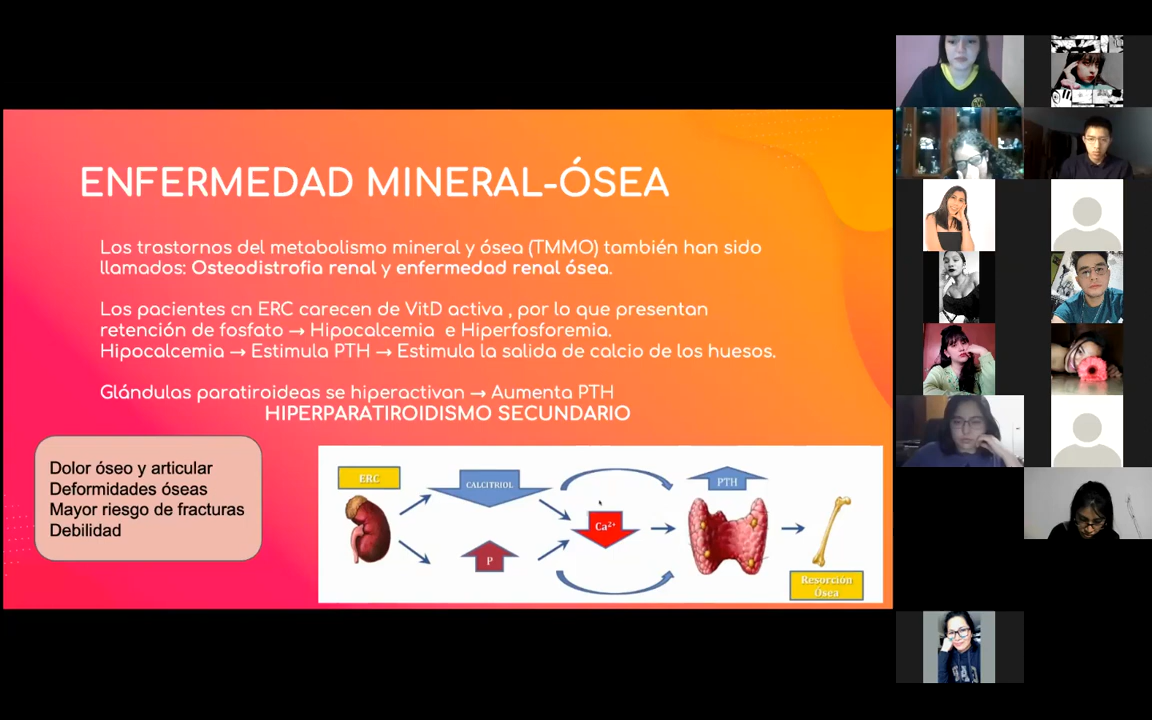 ENFERMEDAD MINERAL-ÓSEA
Los trastornos del metabolismo mineral y ósea (TMMO) también han sido
llamados: Osteodistrofia renal y enfermedad renal ósea.
Los pacientes cn ERC carecen de VitD activa , por lo que presentan
retención de fosfato → Hipocalcemia e Hiperfosforemia.
Hipocalcemia → Estimula PTH → Estimula la salida de calcio de los huesos.
Glándulas paratiroideas se hiperactivan → Aumenta PTH
HIPERPARATIROIDISMO SECUNDARIO
Dolor óseo y articular
Deformidades óseas
Mayor riesgo de fracturas
Debilidad
ERC
CALCITRIOL
P
Ca²⁺
PTH
Resorción
Ósea